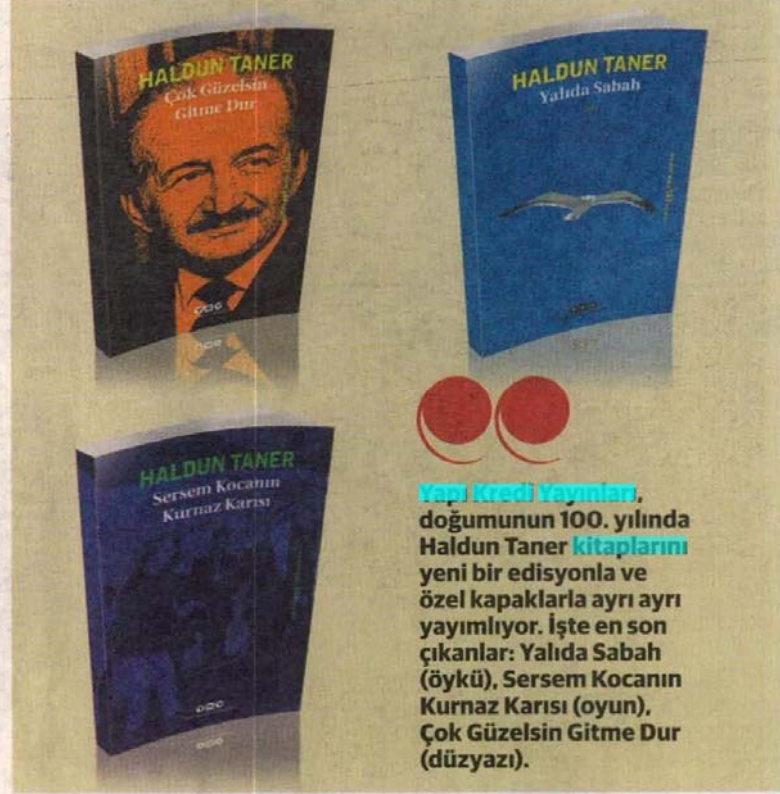 HALDUN TANER
Çok Güzelsin
Gitme Dur
HALDUN TANER
Yalıda Sabah
HALDUN TANER
Sersem Kocanın
Kurnaz Karısı
Yapı Kredi Yayınları,
doğumunun 100. yılında
Haldun Taner kitaplarını
yeni bir edisyonla ve
özel kapaklarla ayrı ayrı
yayımlıyor. İşte en son
çıkanlar: Yalıda Sabah
(öykü), Sersem Kocanın
Kurnaz Karısı (oyun),
Çok Güzelsin Gitme Dur
(düzyazı).